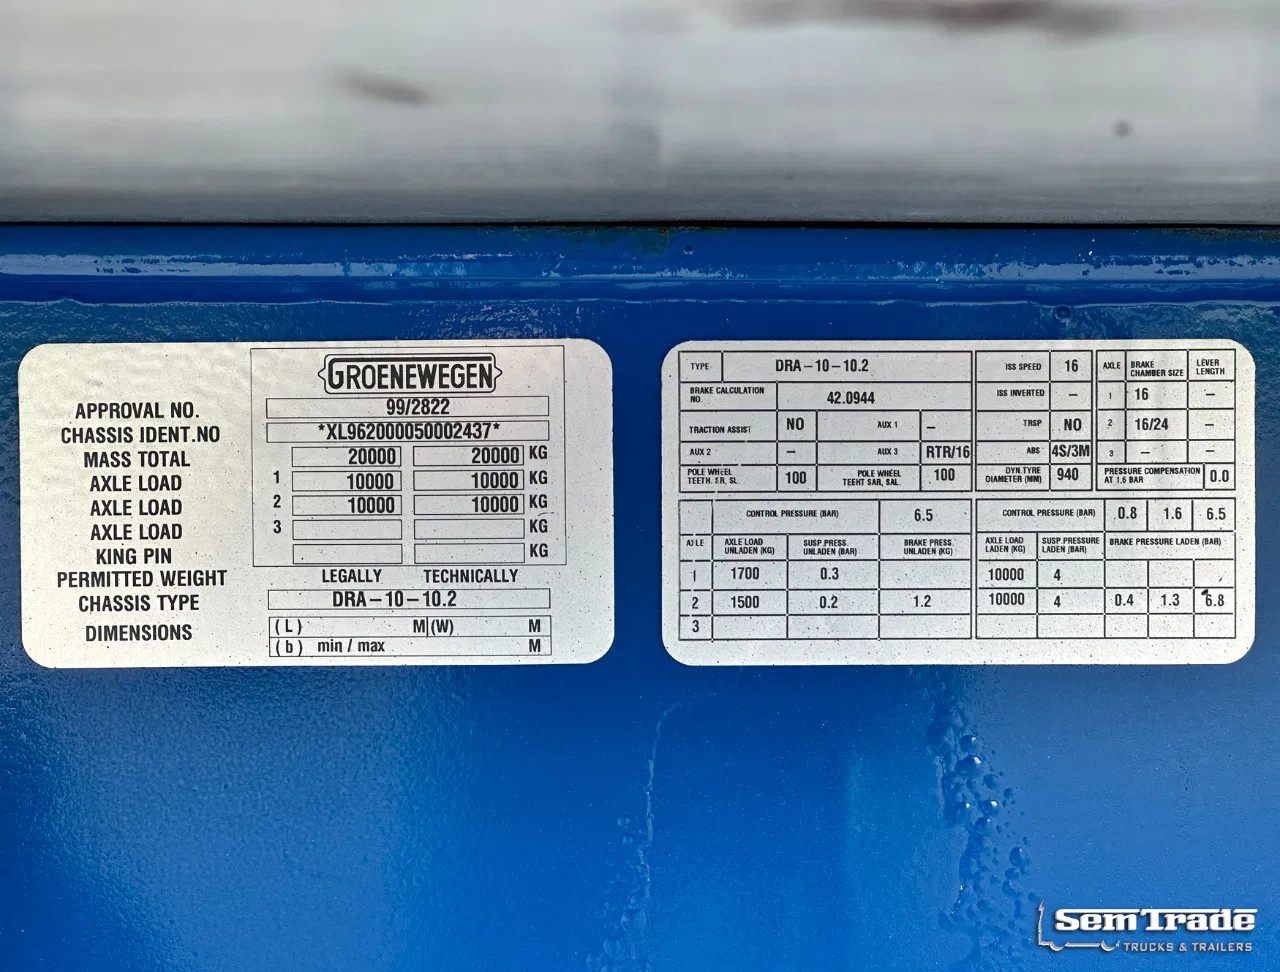 GROENEWEGEN
APPROVAL NO. 99/2822
CHASSIS IDENT.NO *XL962000050002437*
MASS TOTAL 20000 20000 KG
AXLE LOAD 1 10000 10000 KG
AXLE LOAD 2 10000 10000 KG
AXLE LOAD 3 KG
KING PIN KG
PERMITTED WEIGHT LEGALLY TECHNICALLY
CHASSIS TYPE DRA-10-10.2
DIMENSIONS (L) M (W) M
(b) min / max M
TYPE DRA-10-10.2 ISS SPEED 16 AXLE BRAKE CHAMBER SIZE LEVER LENGTH
BRAKE CALCULATION NO. 42.0944 ISS INVERTED – 1 16 –
TRACTION ASSIST NO AUX 1 – TRSP NO 2 16/24 –
AUX 2 – AUX 3 RTR/16 ABS 4S/3M 3 – –
POLE WHEEL TEETH. SR, SL. 100 POLE WHEEL TEEHT SAR, SAL. 100 DYN.TYRE DIAMETER (MM) 940 PRESSURE COMPENSATION AT 1.6 BAR 0.0
CONTROL PRESSURE (BAR) 6.5 CONTROL PRESSURE (BAR) 0.8 1.6 6.5
AXLE AXLE LOAD UNLADEN (KG) SUSP.PRESS. UNLADEN (BAR) BRAKE PRESS. UNLADEN (KG) AXLE LOAD LADEN (KG) SUSP.PRESSURE LADEN (BAR) BRAKE PRESSURE LADEN (BAR)
1 1700 0.3 10000 4
2 1500 0.2 1.2 10000 4 0.4 1.3 6.8
3
SemTrade
TRUCKS & TRAILERS